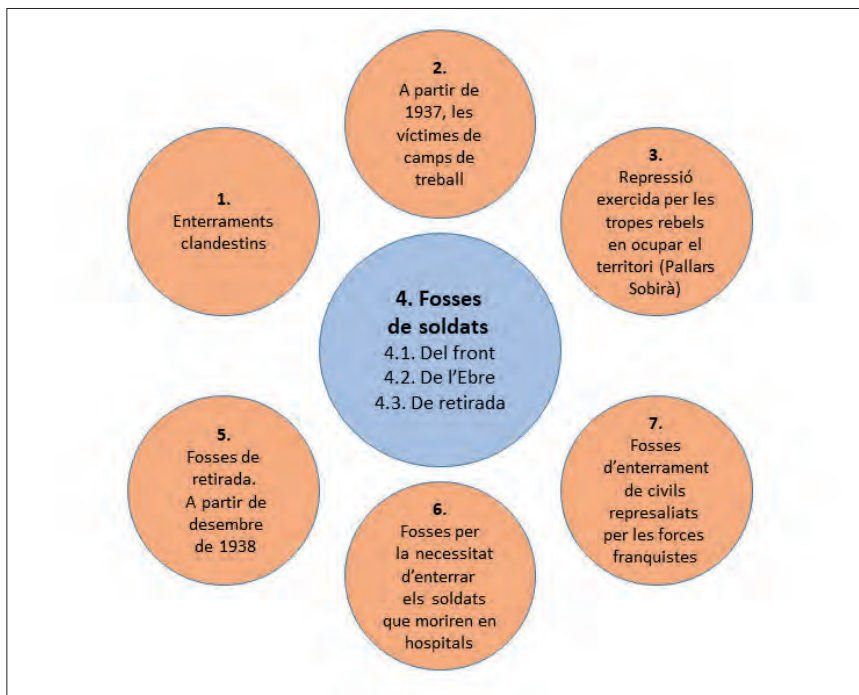 1.
Enterraments
clandestins
2.
A partir de
1937, les
víctimes de
camps de
treball
3.
Repressió
exercida per les
tropes rebels
en ocupar el
territori (Pallars
Sobirà)
4. Fosses
de soldats
4.1. Del front
4.2. De l’Ebre
4.3. De retirada
5.
Fosses de
retirada.
A partir de
desembre
de 1938
6.
Fosses per
la necessitat
d’enterrar
els soldats
que moriren en
hospitals
7.
Fosses
d’enterrament
de civils
represaliats
per les forces
franquistes